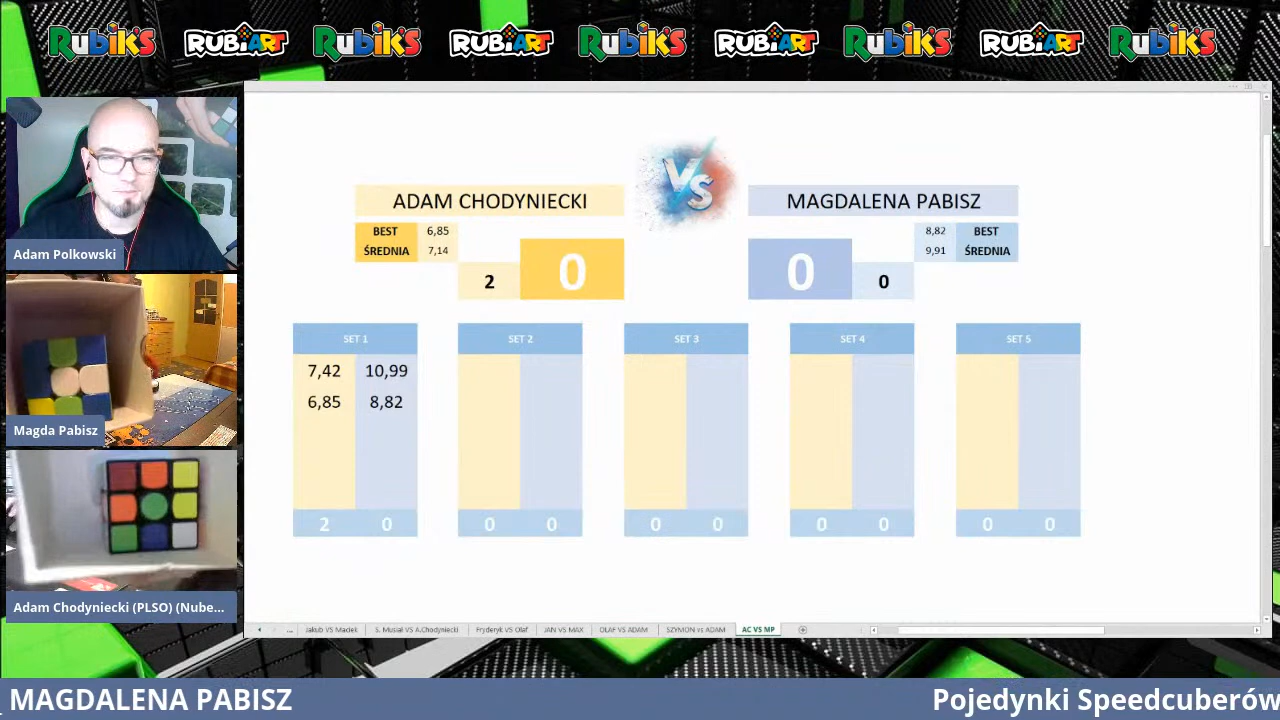 RUBIK'S RUBIART RUBIK'S RUBIART RUBIK'S RUBIART RUBIK'S RUBIART RUBIK'S
Adam Polkowski
Magda Pabisz
Adam Chodyniecki (PLSO) (Nube...
VS
ADAM CHODYNIECKI
MAGDALENA PABISZ
BEST 6,85
ŚREDNIA 7,14
2 0
8,82 BEST
9,91 ŚREDNIA
0 0
SET 1 SET 2 SET 3 SET 4 SET 5
7,42 10,99
6,85 8,82
2 0 0 0 0 0 0 0 0 0
... Jakub VS Maciek S. Musiał VS A.Chodyniecki Fryderyk VS Olaf JAN VS MAX OLAF VS ADAM SZYMON vs ADAM AC VS MP
MAGDALENA PABISZ Pojedynki Speedcuberów